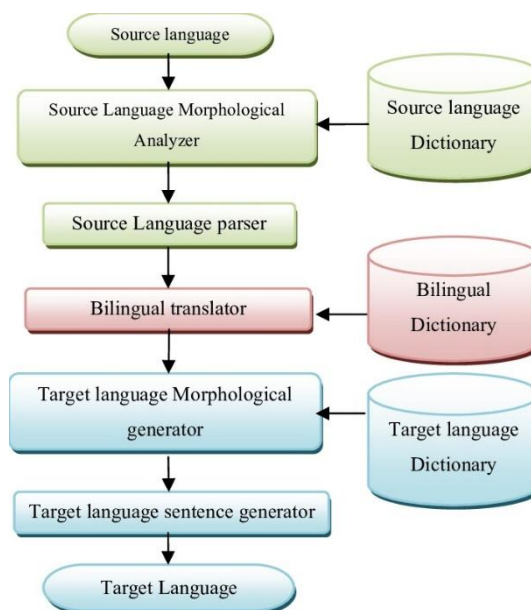 Source language
Source Language Morphological
Analyzer
Source language
Dictionary
Source Language parser
Bilingual translator
Bilingual
Dictionary
Target language Morphological
generator
Target language
Dictionary
Target language sentence generator
Target Language